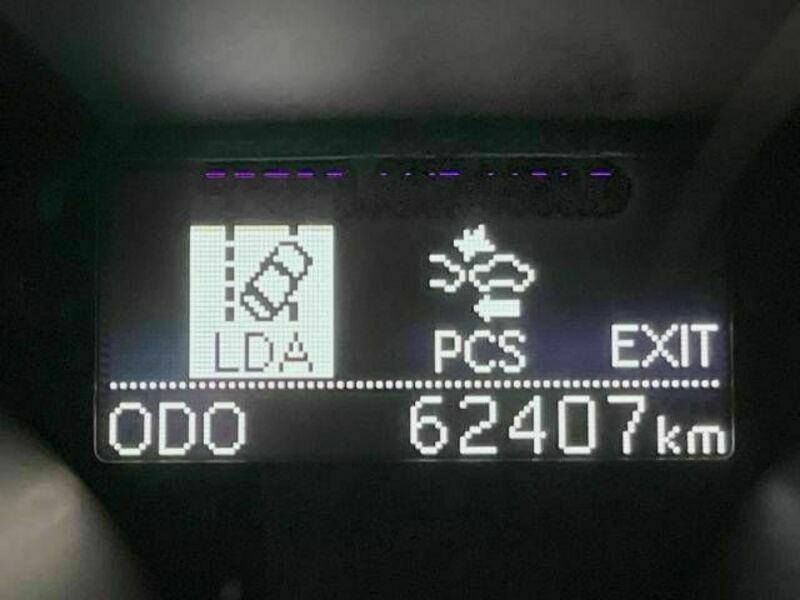 LDA PCS EXIT
ODO 62407km